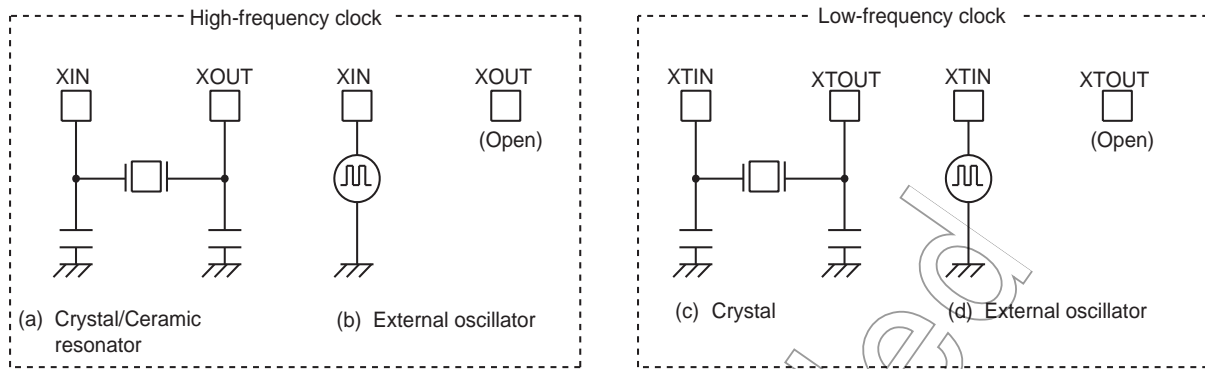 High-frequency clock
XIN XOUT XIN XOUT
(Open)
(a) Crystal/Ceramic
resonator
(b) External oscillator
Low-frequency clock
XTIN XTOUT XTIN XTOUT
(Open)
(c) Crystal
(d) External oscillator